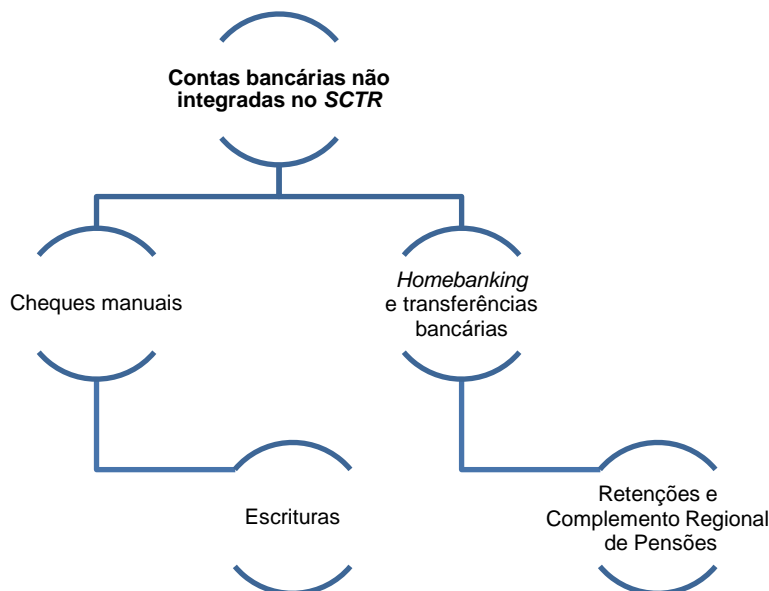 Contas bancárias não
integradas no SCTR
Cheques manuais
Homebanking
e transferências
bancárias
Escrituras
Retenções e
Complemento Regional
de Pensões